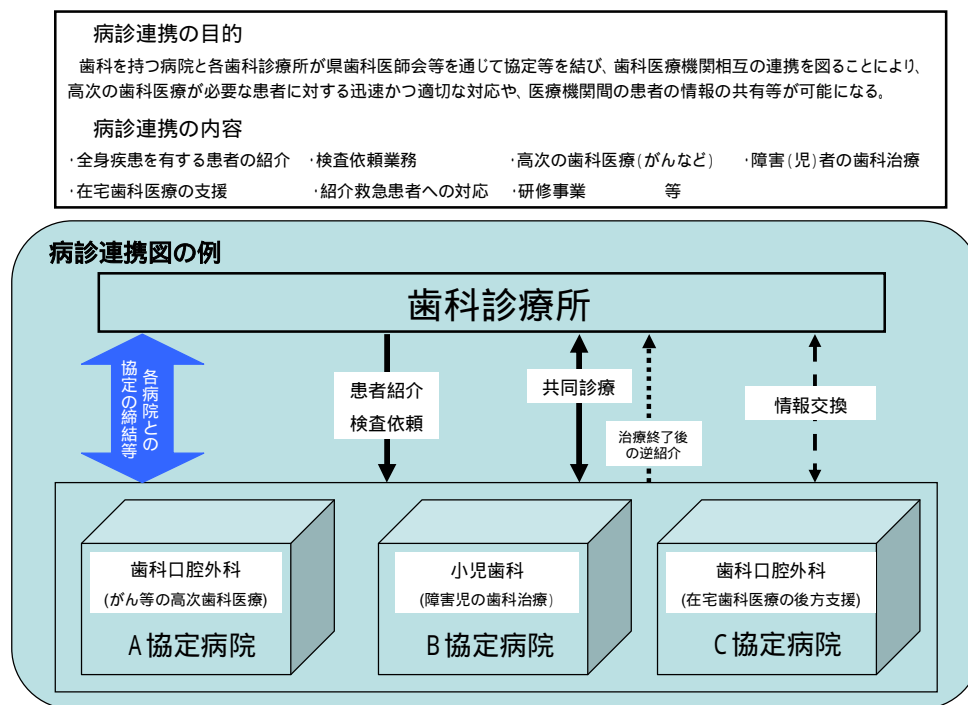 病診連携の目的
歯科を持つ病院と各歯科診療所が県歯科医師会等を通じて協定等を結び、歯科医療機関相互の連携を図ることにより、
高次の歯科医療が必要な患者に対する迅速かつ適切な対応や、医療機関間の患者の情報の共有等が可能になる。
病診連携の内容
・全身疾患を有する患者の紹介 ・検査依頼業務 ・高次の歯科医療(がんなど) ・障害(児)者の歯科治療
・在宅歯科医療の支援 ・紹介救急患者への対応 ・研修事業 等
病診連携図の例
歯科診療所
各病院との
協定の締結等
患者紹介
検査依頼
共同診療
治療終了後
の逆紹介
情報交換
歯科口腔外科
(がん等の高次歯科医療)
A協定病院
小児歯科
(障害児の歯科治療)
B協定病院
歯科口腔外科
(在宅歯科医療の後方支援)
C協定病院